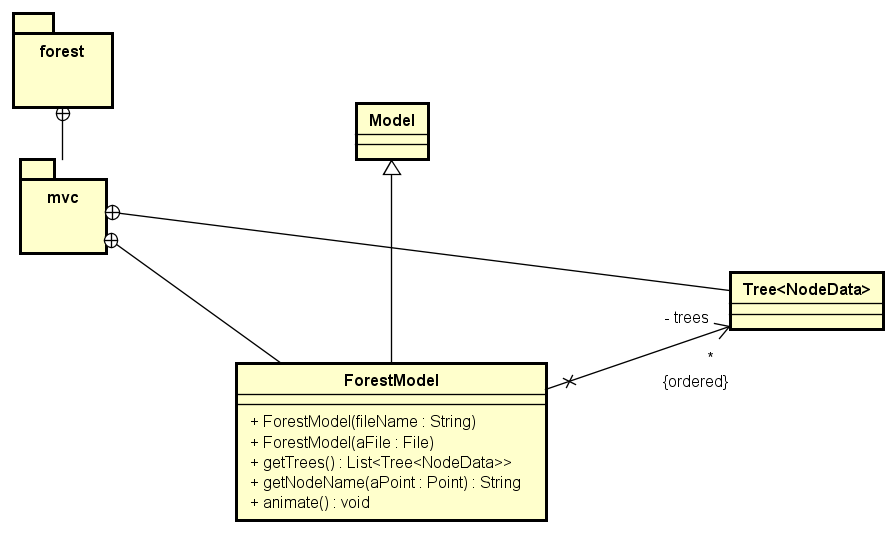 forest
Model
mvc
Tree<NodeData>
- trees
*
{ordered}
ForestModel
+ ForestModel(fileName : String)
+ ForestModel(aFile : File)
+ getTrees() : List<Tree<NodeData>>
+ getNodeName(aPoint : Point) : String
+ animate() : void